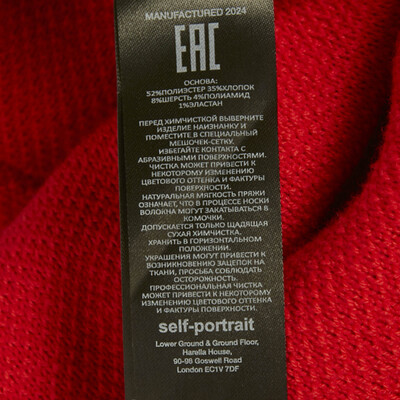 MANUFACTURED 2024
EAC
ОСНОВА:
52%ПОЛИЭСТЕР 35%ХЛОПОК
8%ШЕРСТЬ 4%ПОЛИАМИД
1%ЭЛАСТАН
ПЕРЕД ХИМЧИСТКОЙ ВЫВЕРНИТЕ
ИЗДЕЛИЕ НАИЗНАНКУ И
ПОМЕСТИТЕ В СПЕЦИАЛЬНЫЙ
МЕШОЧЕК-СЕТКУ.
ИЗБЕГАЙТЕ КОНТАКТА С
АБРАЗИВНЫМИ ПОВЕРХНОСТЯМИ.
ЧИСТКА МОЖЕТ ПРИВЕСТИ К
НЕКОТОРОМУ ИЗМЕНЕНИЮ
ЦВЕТОВОГО ОТТЕНКА И ФАКТУРЫ
ПОВЕРХНОСТИ.
НАТУРАЛЬНАЯ МЯГКОСТЬ ПРЯЖИ
ОЗНАЧАЕТ, ЧТО В ПРОЦЕССЕ НОСКИ
ВОЛОКНА МОГУТ ЗАКАТЫВАТЬСЯ В
КОМОЧКИ.
ДОПУСКАЕТСЯ ТОЛЬКО ЩАДЯЩАЯ
СУХАЯ ХИМЧИСТКА.
ХРАНИТЬ В ГОРИЗОНТАЛЬНОМ
ПОЛОЖЕНИИ.
УКРАШЕНИЯ МОГУТ ПРИВЕСТИ К
ВОЗНИКНОВЕНИЮ ЗАЦЕПОК НА
ТКАНИ, ПРОСЬБА СОБЛЮДАТЬ
ОСТОРОЖНОСТЬ.
ПРОФЕССИОНАЛЬНАЯ ЧИСТКА
МОЖЕТ ПРИВЕСТИ К НЕКОТОРОМУ
ИЗМЕНЕНИЮ ЦВЕТОВОГО ОТТЕНКА
И ФАКТУРЫ ПОВЕРХНОСТИ.
self-portrait
Lower Ground & Ground Floor,
Harella House,
90-98 Goswell Road
London EC1V 7DF